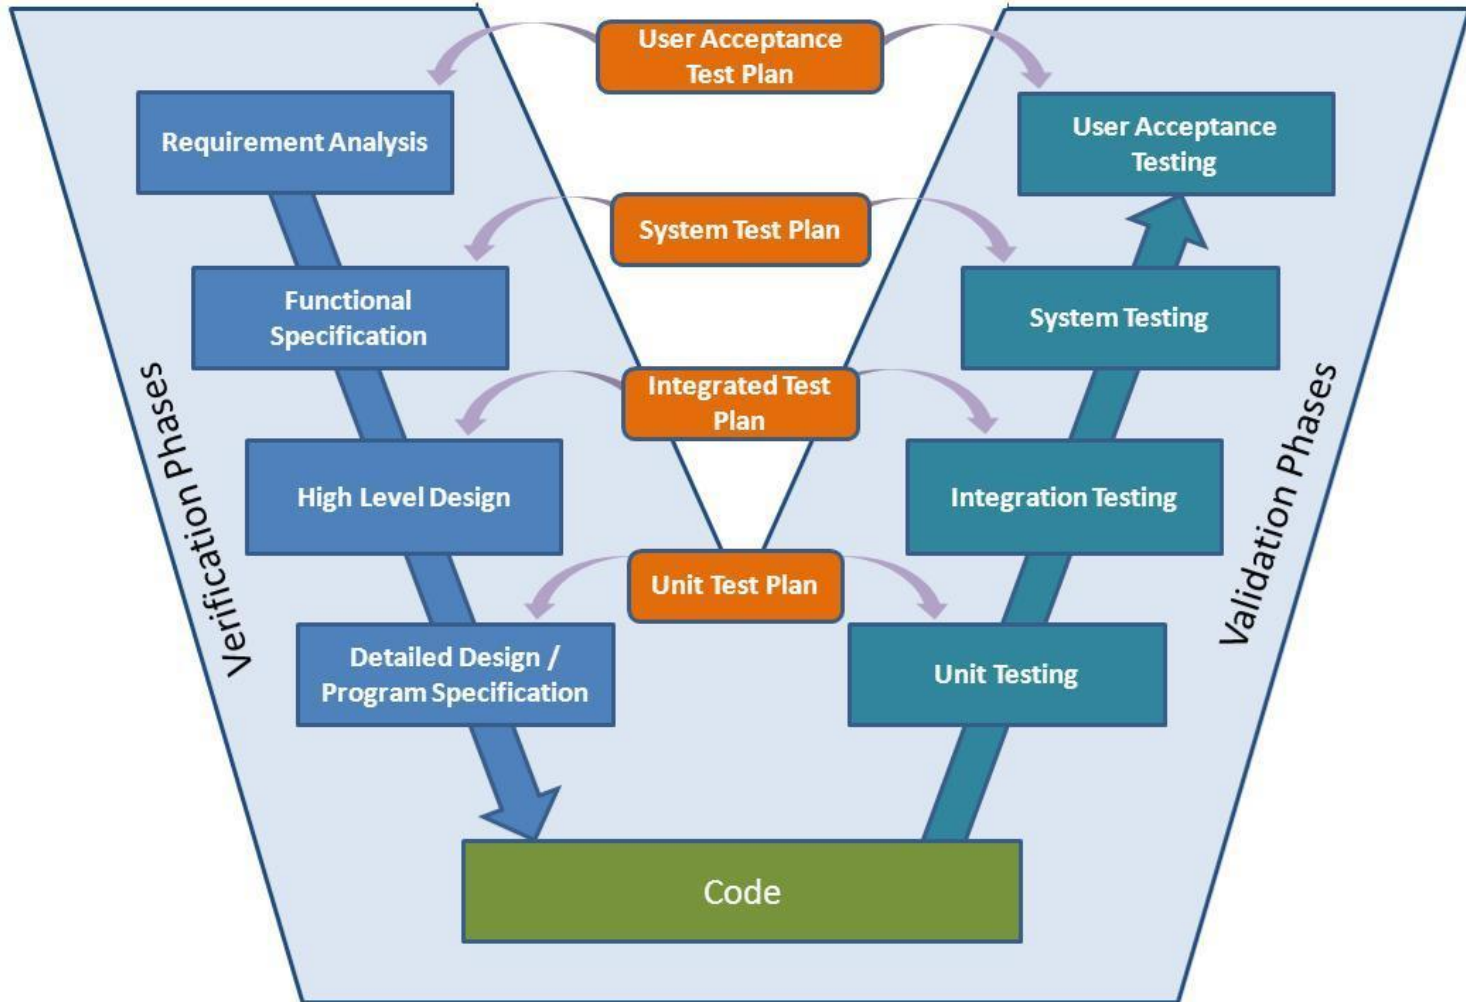 User Acceptance
Test Plan
Requirement Analysis
User Acceptance
Testing
System Test Plan
Functional
Specification
System Testing
Integrated Test
Plan
High Level Design
Integration Testing
Unit Test Plan
Detailed Design /
Program Specification
Unit Testing
Code
Verification Phases
Validation Phases